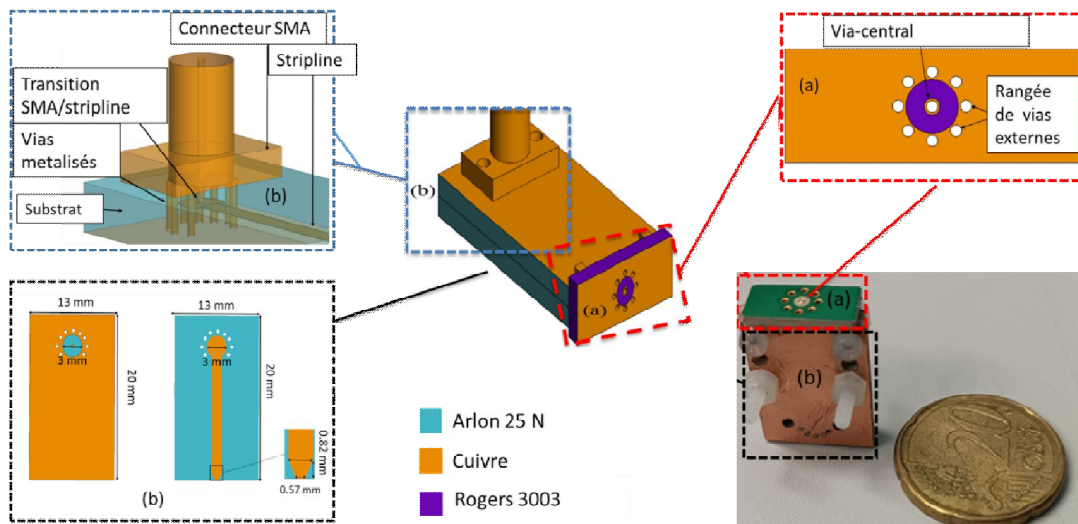 Connecteur SMA
Stripline
Transition
SMA/stripline
Vias
metalisés
Substrat
(b)
(b)
(a)
Via-central
(a)
Rangée
de vias
externes
13 mm
13 mm
3 mm
3 mm
20 mm
20 mm
0.82 mm
0.57 mm
(b)
Arlon 25 N
Cuivre
Rogers 3003
(a)
(b)